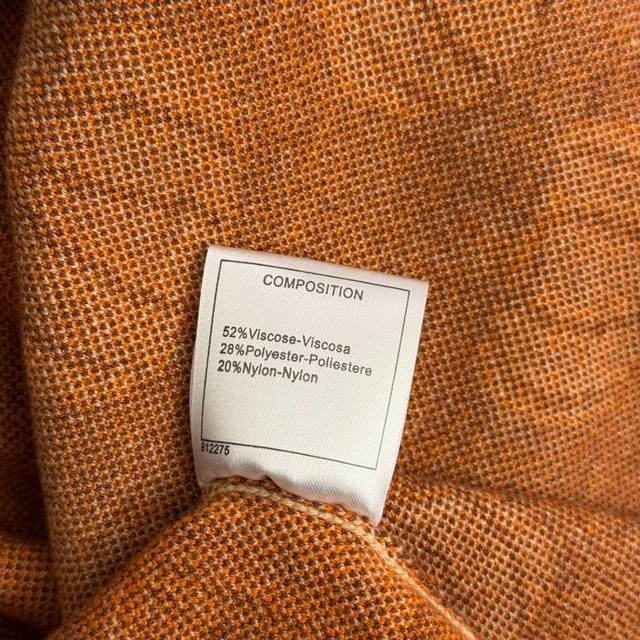 COMPOSITION
52%Viscose-Viscosa
28%Polyester-Poliestere
20%Nylon-Nylon
812275